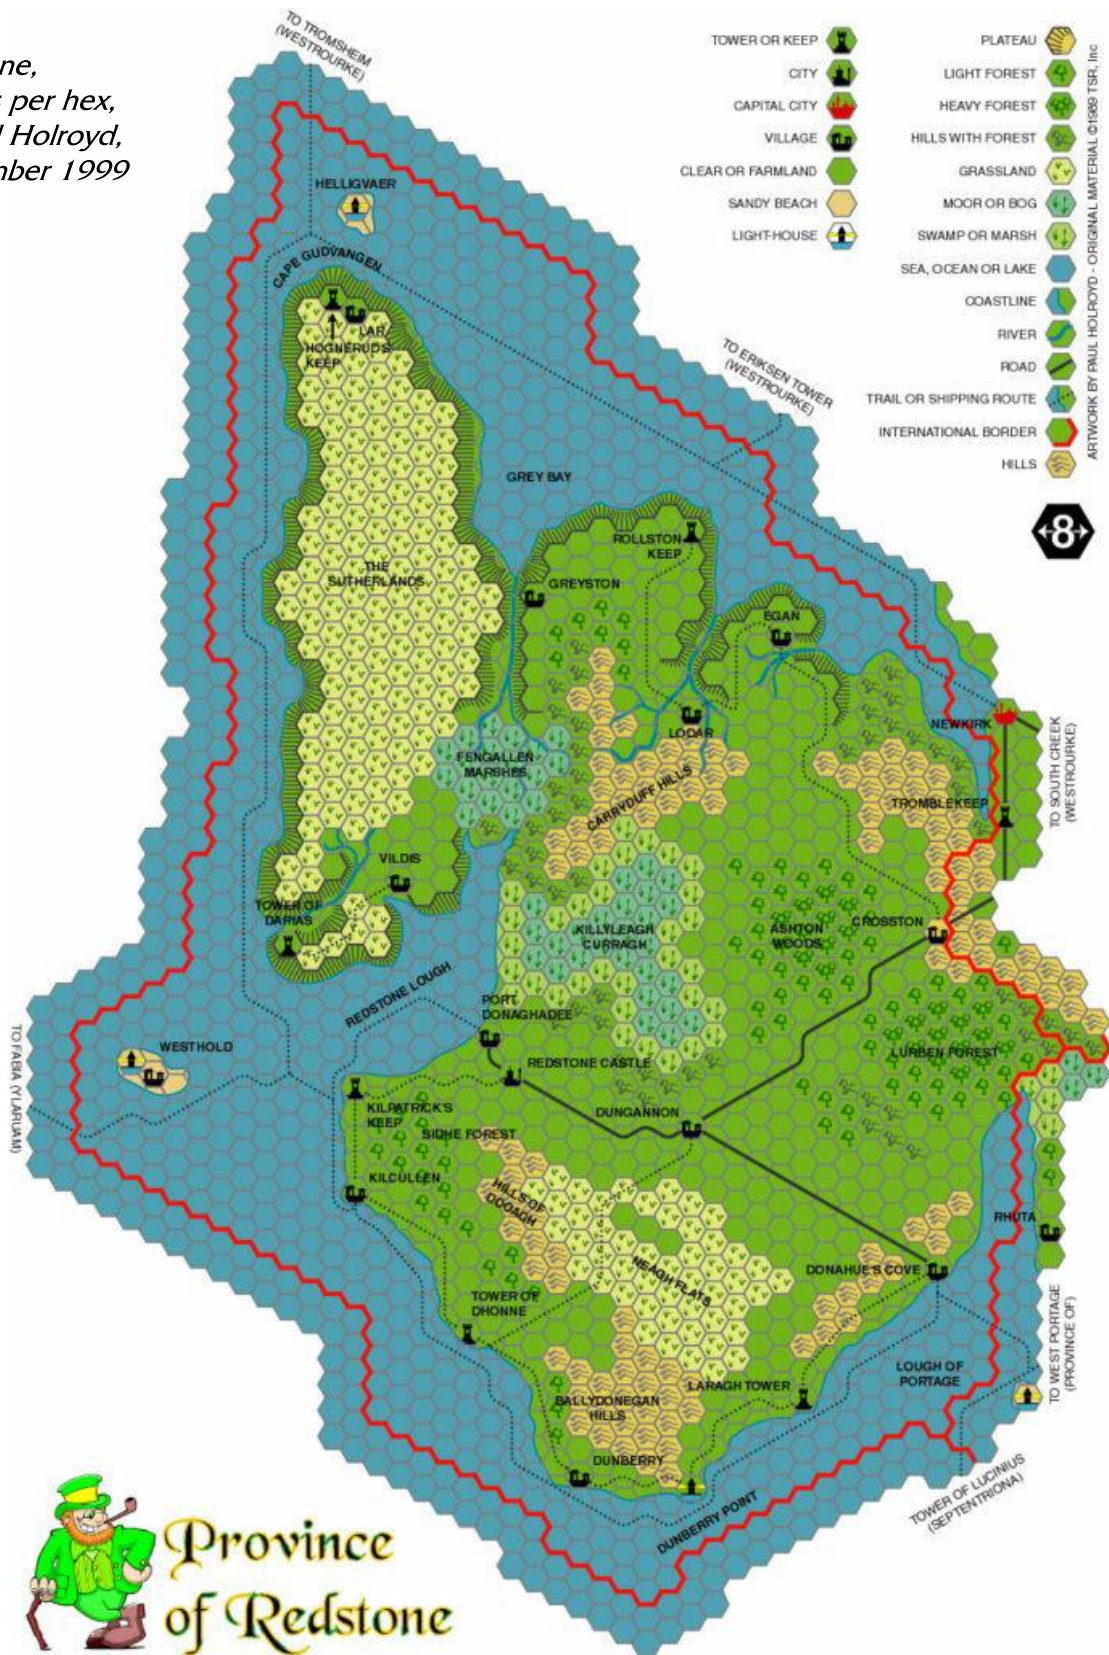 ne,
per hex,
Holroyd,
nber 1999
TO TROMSHEIM
(WESTROURKE)
TOWER OR KEEP
CITY
CAPITAL CITY
VILLAGE
CLEAR OR FARMLAND
SANDY BEACH
LIGHT-HOUSE
PLATEAU
LIGHT FOREST
HEAVY FOREST
HILLS WITH FOREST
GRASSLAND
MOOR OR BOG
SWAMP OR MARSH
SEA, OCEAN OR LAKE
COASTLINE
RIVER
ROAD
TRAIL OR SHIPPING ROUTE
INTERNATIONAL BORDER
HILLS
ARTWORK BY PAUL HOLROYD - ORIGINAL MATERIAL ©1989 TSR, Inc
8
HELLIGVAER
CAPE GUDVANGEN
LAR
HOGNERUD'S
KEEP
TO ERIKSEN TOWER
(WESTROURKE)
GREY BAY
ROLLSTON
KEEP
THE
SUTHERLANDS
GREYSTON
EGAN
LODAR
NEWKIRK
TO SOUTH CREEK
(WESTROURKE)
FENGALLEN
MARSHES
CARRYDUFF HILLS
TROMBLEKEEP
VILDIS
TOWER OF
DARIAS
KILLYLEAGH
CURRAGH
ASHTON
WOODS
CROSSTON
REDSTONE LOUGH
PORT
DONAGHADEE
WESTHOLD
REDSTONE CASTLE
LURBEN FOREST
TO FABIA (YLARUAM)
KILPATRICK'S
KEEP
DUNGANNON
SIDHE FOREST
KILCULLEN
HILLS OF
DOOAGH
RHUTA
NEAGH FLATS
DONAHUE'S COVE
TOWER OF
DHONNE
TO WEST PORTAGE
(PROVINCE OF)
LOUGH OF
PORTAGE
LARAGH TOWER
BALLYDONEGAN
HILLS
DUNBERRY
DUNBERRY POINT
TOWER OF LUCINIUS
(SEPTENTRIONA)
Province
of Redstone